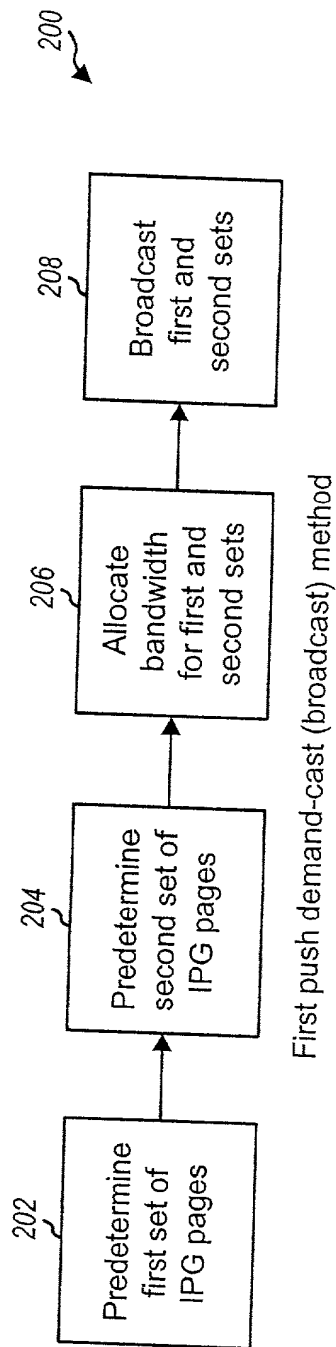 200
202
Predetermine
first set of
IPG pages
204
Predetermine
second set of
IPG pages
206
Allocate
bandwidth
for first and
second sets
208
Broadcast
first and
second sets
First push demand-cast (broadcast) method